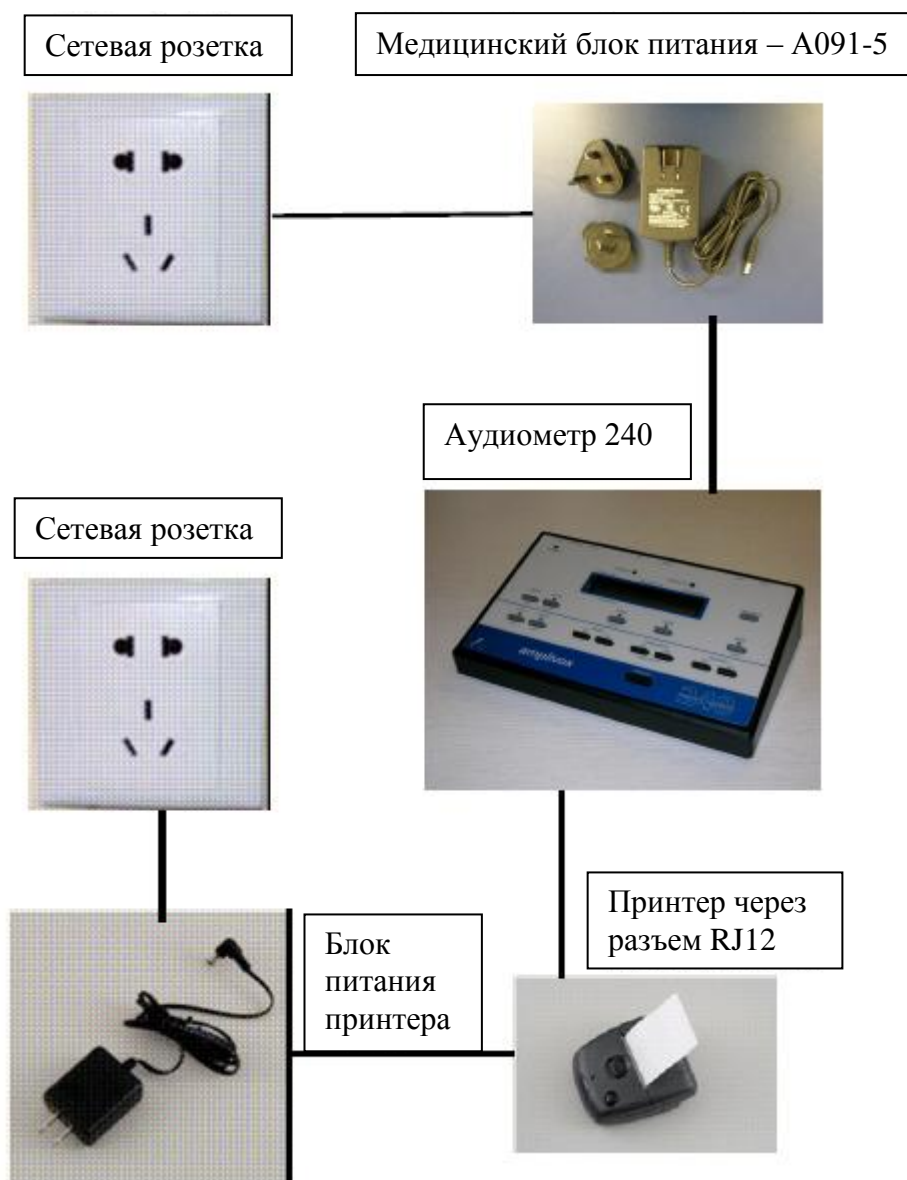 Сетевая розетка
Медицинский блок питания – A091-5
Аудиометр 240
amplivox
Сетевая розетка
Принтер через
разъем RJ12
Блок
питания
принтера